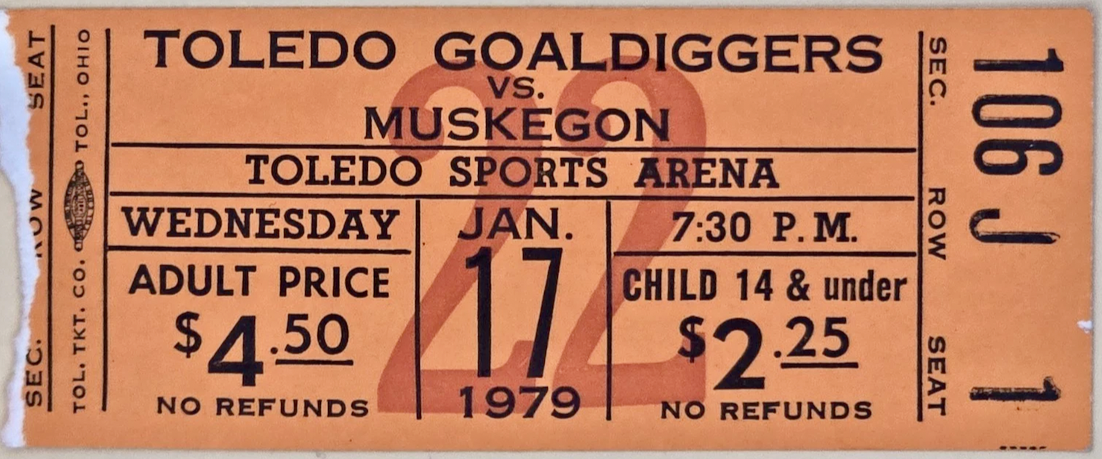 SEC. ROW SEAT
TOL. TKT. CO. TOL., OHIO
TOLEDO GOALDIGGERS
VS.
MUSKEGON
TOLEDO SPORTS ARENA
22
WEDNESDAY
ADULT PRICE
$4.50
NO REFUNDS
JAN.
17
1979
7:30 P.M.
CHILD 14 & under
$2.25
NO REFUNDS
SEC. ROW SEAT
106 J 1